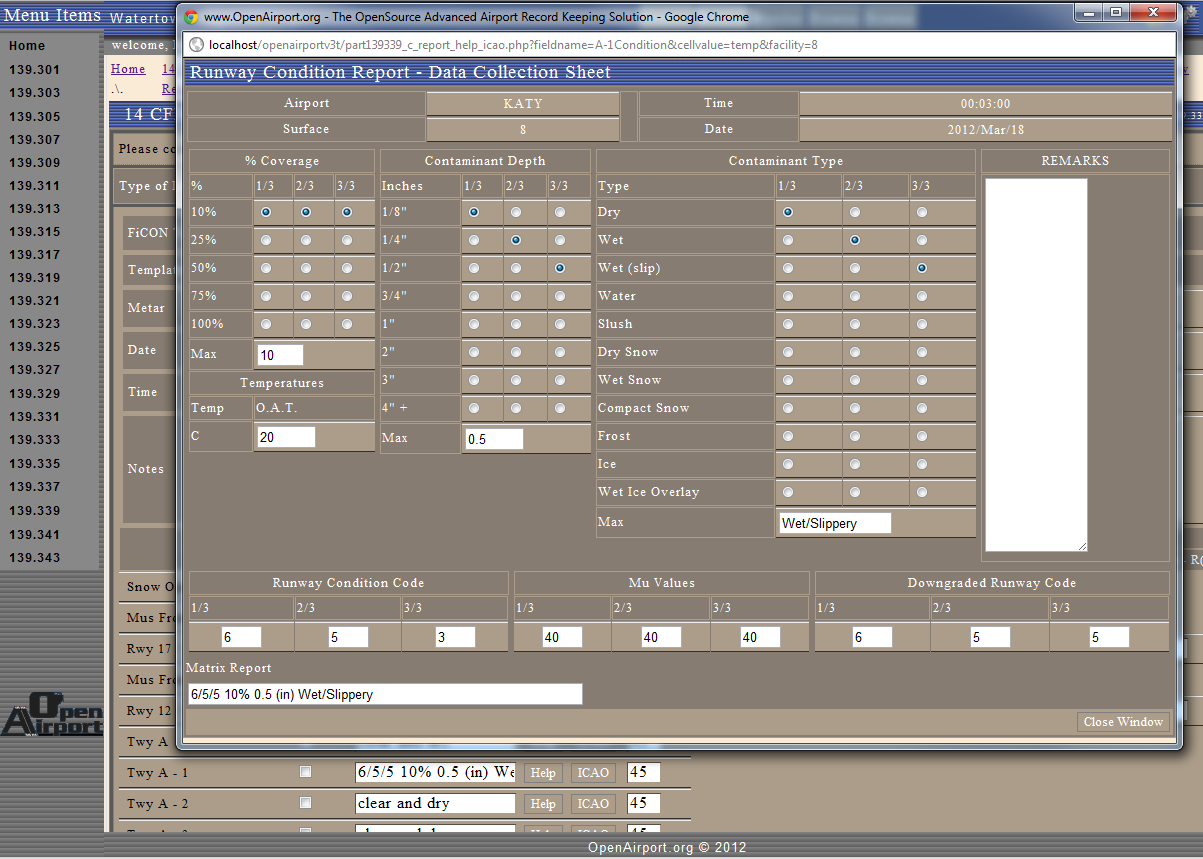 Menu Items
Watertow
www.OpenAirport.org - The OpenSource Advanced Airport Record Keeping Solution - Google Chrome
localhost/openairportv3t/part139339_c_report_help_icao.php?fieldname=A-1Condition&cellvalue=temp&facility=8
Home
139.301
139.303
139.305
139.307
139.309
139.311
139.313
139.315
139.317
139.319
139.321
139.323
139.325
139.327
139.329
139.331
139.333
139.335
139.337
139.339
139.341
139.343
Open
Airport
welcome,
Home 14
.\. Re
14 CF
Please co
Type of
FiCON
Templat
Metar
Date
Time
Notes
Snow O
Mus Fre
Rwy 17
Mus Fre
Rwy 12
Twy A
Runway Condition Report - Data Collection Sheet
Airport KATY Time 00:03:00
Surface 8 Date 2012/Mar/18
% Coverage
% 1/3 2/3 3/3
10%
25%
50%
75%
100%
Max 10
Temperatures
Temp O.A.T.
C 20
Contaminant Depth
Inches 1/3 2/3 3/3
1/8"
1/4"
1/2"
3/4"
1"
2"
3"
4" +
Max 0.5
Contaminant Type
Type 1/3 2/3 3/3
Dry
Wet
Wet (slip)
Water
Slush
Dry Snow
Wet Snow
Compact Snow
Frost
Ice
Wet Ice Overlay
Max Wet/Slippery
REMARKS
Runway Condition Code Mu Values Downgraded Runway Code
1/3 2/3 3/3 1/3 2/3 3/3 1/3 2/3 3/3
6 5 3 40 40 40 6 5 5
Matrix Report
6/5/5 10% 0.5 (in) Wet/Slippery
Close Window
Twy A - 1 6/5/5 10% 0.5 (in) We Help ICAO 45
Twy A - 2 clear and dry Help ICAO 45
OpenAirport.org © 2012